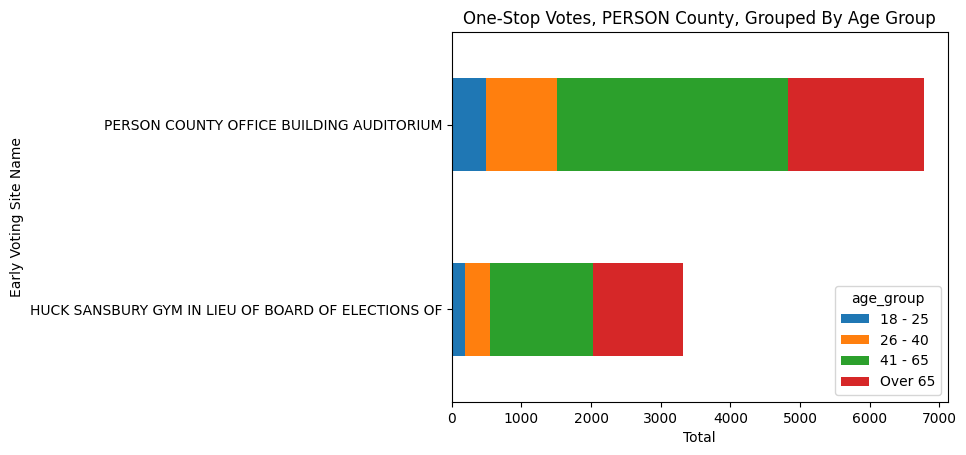 One-Stop Votes, PERSON County, Grouped By Age Group
Early Voting Site Name
PERSON COUNTY OFFICE BUILDING AUDITORIUM
HUCK SANSBURY GYM IN LIEU OF BOARD OF ELECTIONS OF
age_group
18 - 25
26 - 40
41 - 65
Over 65
0 1000 2000 3000 4000 5000 6000 7000
Total